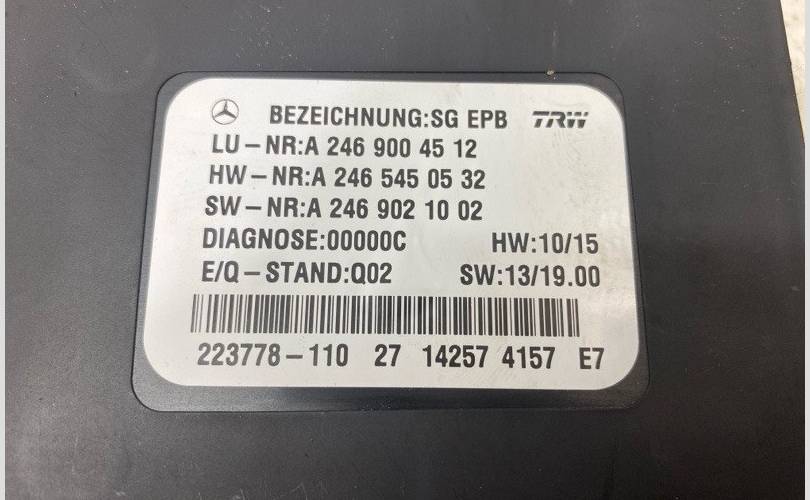 BEZEICHNUNG:SG EPB TRW
LU-NR:A 246 900 45 12
HW-NR:A 246 545 05 32
SW-NR:A 246 902 10 02
DIAGNOSE:00000C HW:10/15
E/Q-STAND:Q02 SW:13/19.00
223778-110 27 14257 4157 E7